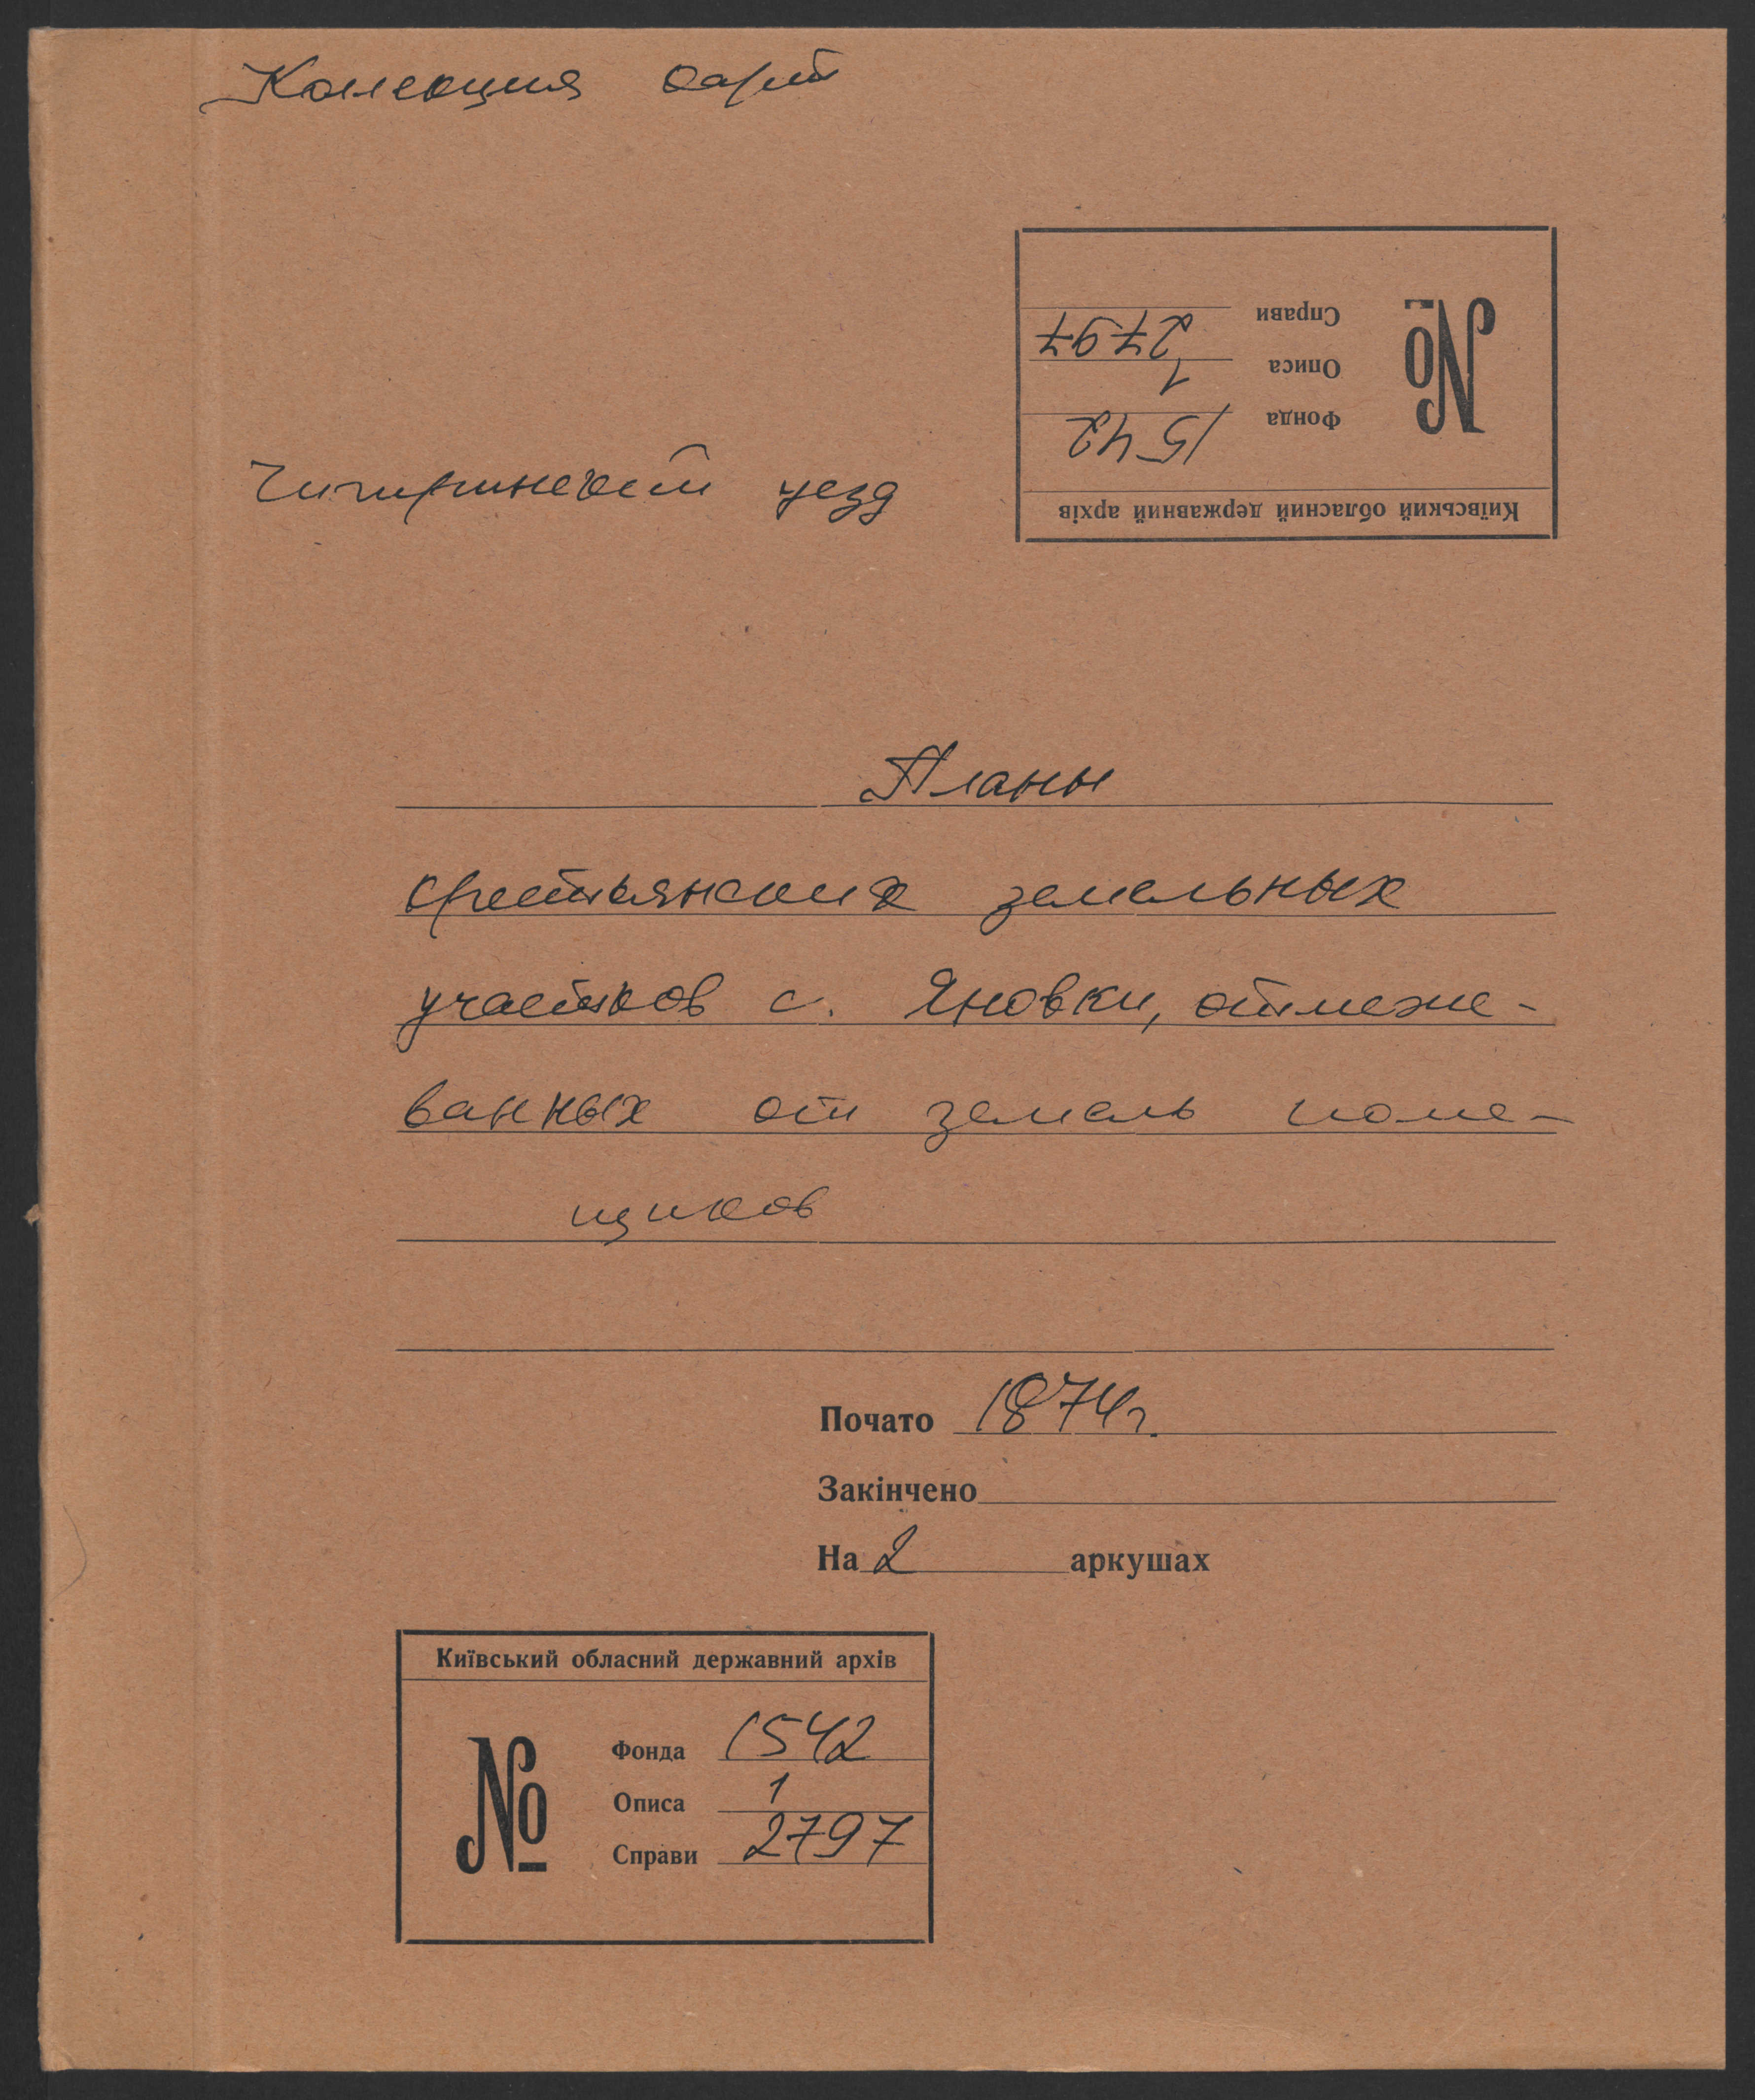 Колекция карт
Київський обласний державний архів
№
Фонда 1542
Описа 1
Справи 2797
Чигиринский уезд
Планы
крестьянских земельных
участков с. Яновки, отмеже-
ванных от земель поме-
щиков
Почато 1874г.
Закінчено
На 2 аркушах
Київський обласний державний архів
№
Фонда 1542
Описа 1
Справи 2797